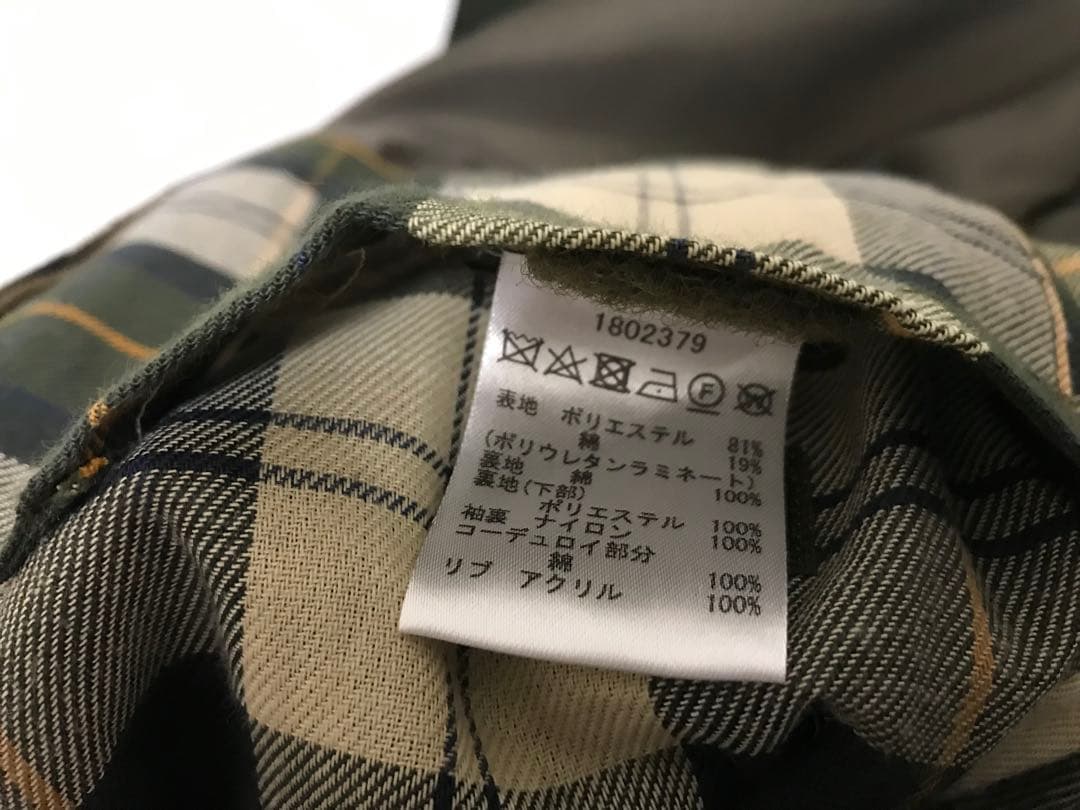 1802379
F
表地 ポリエステル 81%
綿 19%
(ポリウレタンラミネート)
裏地 綿 100%
裏地(下部)
ポリエステル 100%
袖裏 ナイロン 100%
コーデュロイ部分
綿 100%
リブ アクリル 100%